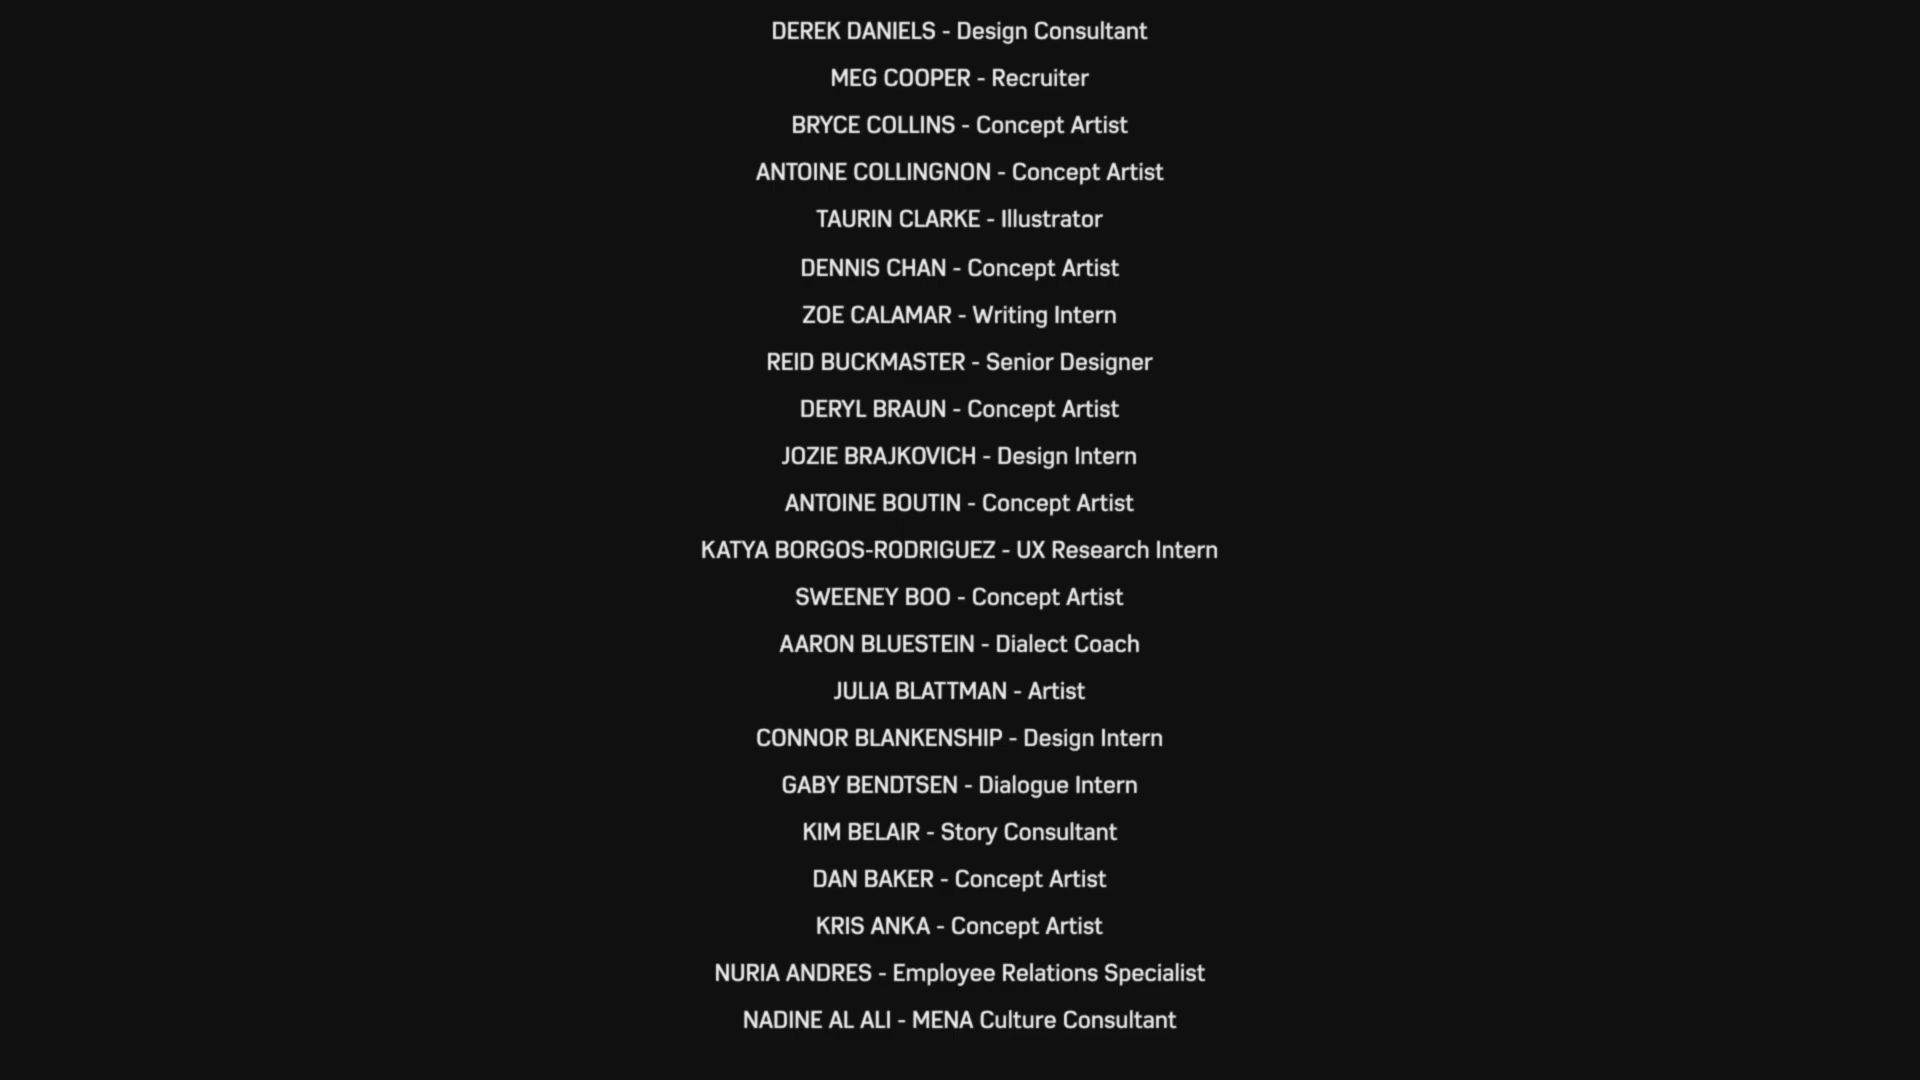 DEREK DANIELS - Design Consultant
MEG COOPER - Recruiter
BRYCE COLLINS - Concept Artist
ANTOINE COLLINGNON - Concept Artist
TAURIN CLARKE - Illustrator
DENNIS CHAN - Concept Artist
ZOE CALAMAR - Writing Intern
REID BUCKMASTER - Senior Designer
DERYL BRAUN - Concept Artist
JOZIE BRAJKOVICH - Design Intern
ANTOINE BOUTIN - Concept Artist
KATYA BORGOS-RODRIGUEZ - UX Research Intern
SWEENEY BOO - Concept Artist
AARON BLUESTEIN - Dialect Coach
JULIA BLATTMAN - Artist
CONNOR BLANKENSHIP - Design Intern
GABY BENDTSEN - Dialogue Intern
KIM BELAIR - Story Consultant
DAN BAKER - Concept Artist
KRIS ANKA - Concept Artist
NURIA ANDRES - Employee Relations Specialist
NADINE AL ALI - MENA Culture Consultant